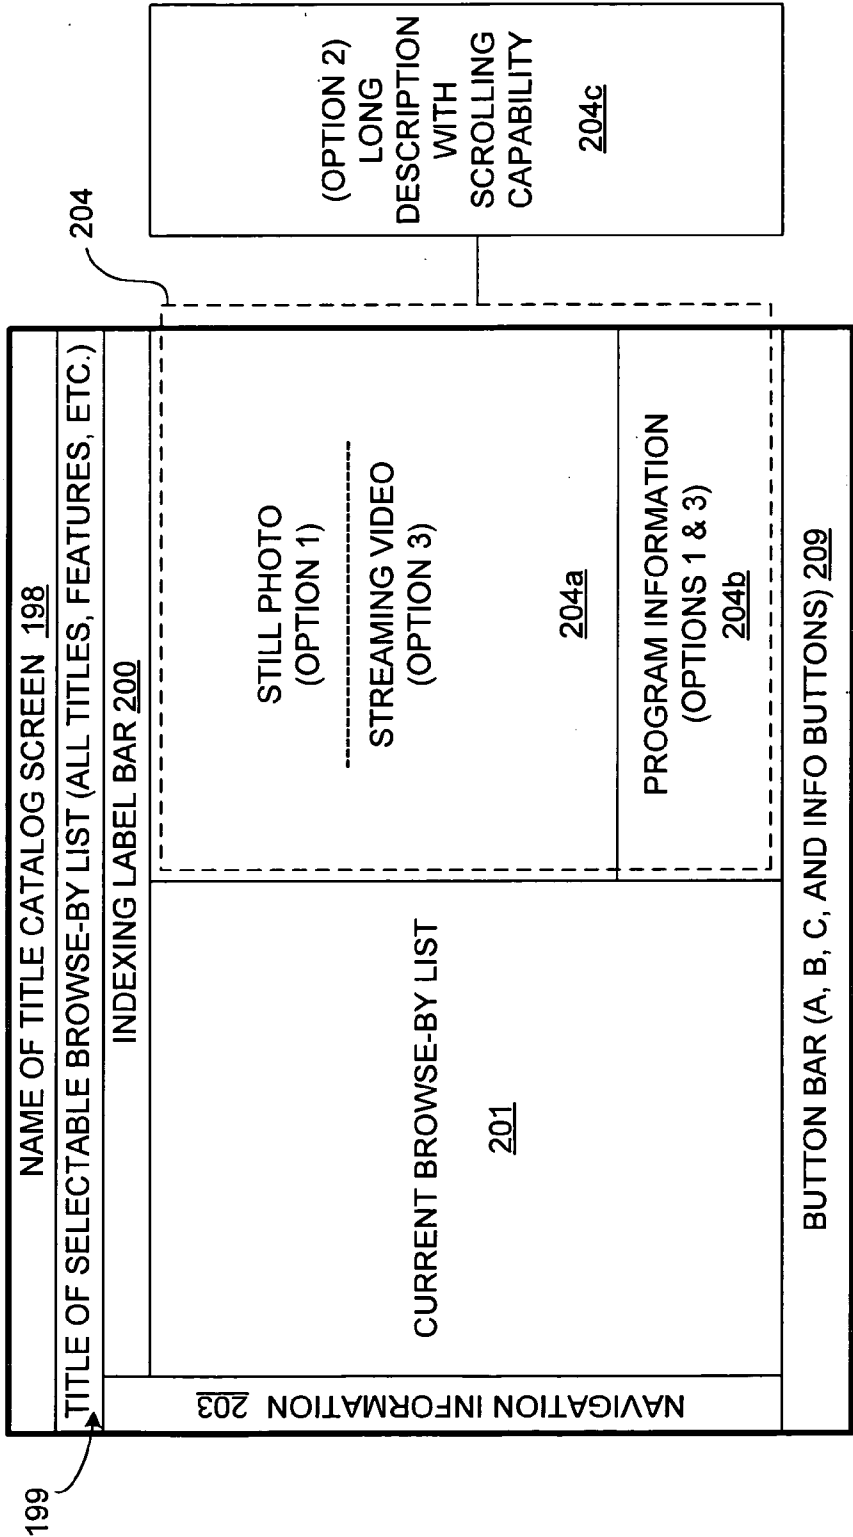 NAME OF TITLE CATALOG SCREEN 198
199
TITLE OF SELECTABLE BROWSE-BY LIST (ALL TITLES, FEATURES, ETC.)
204
INDEXING LABEL BAR 200
NAVIGATION INFORMATION 203
CURRENT BROWSE-BY LIST
201
STILL PHOTO
(OPTION 1)
STREAMING VIDEO
(OPTION 3)
204a
PROGRAM INFORMATION
(OPTIONS 1 & 3)
204b
(OPTION 2)
LONG
DESCRIPTION
WITH
SCROLLING
CAPABILITY
204c
BUTTON BAR (A, B, C, AND INFO BUTTONS) 209